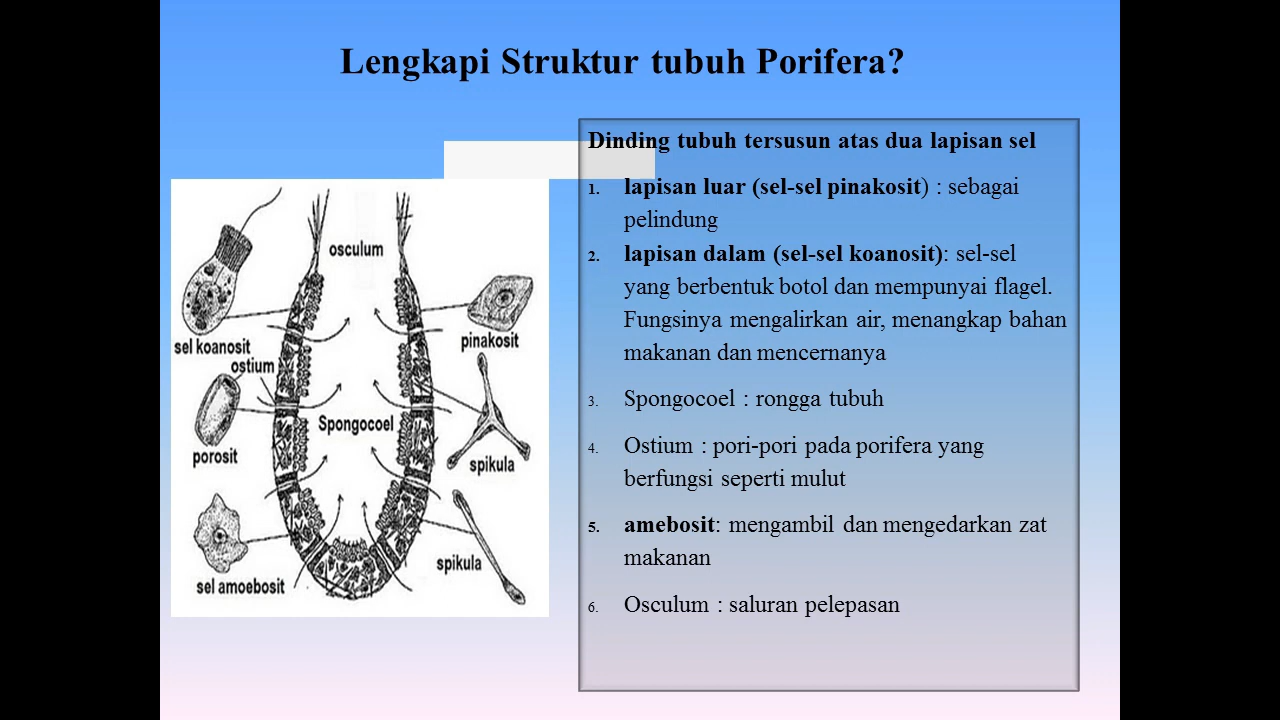 Lengkapi Struktur tubuh Porifera?
osculum
sel koanosit
pinakosit
ostium
Spongocoel
porosit
spikula
spikula
sel amoebosit
Dinding tubuh tersusun atas dua lapisan sel
1. lapisan luar (sel-sel pinakosit) : sebagai
pelindung
2. lapisan dalam (sel-sel koanosit): sel-sel
yang berbentuk botol dan mempunyai flagel.
Fungsinya mengalirkan air, menangkap bahan
makanan dan mencernanya
3. Spongocoel : rongga tubuh
4. Ostium : pori-pori pada porifera yang
berfungsi seperti mulut
5. amebosit: mengambil dan mengedarkan zat
makanan
6. Osculum : saluran pelepasan